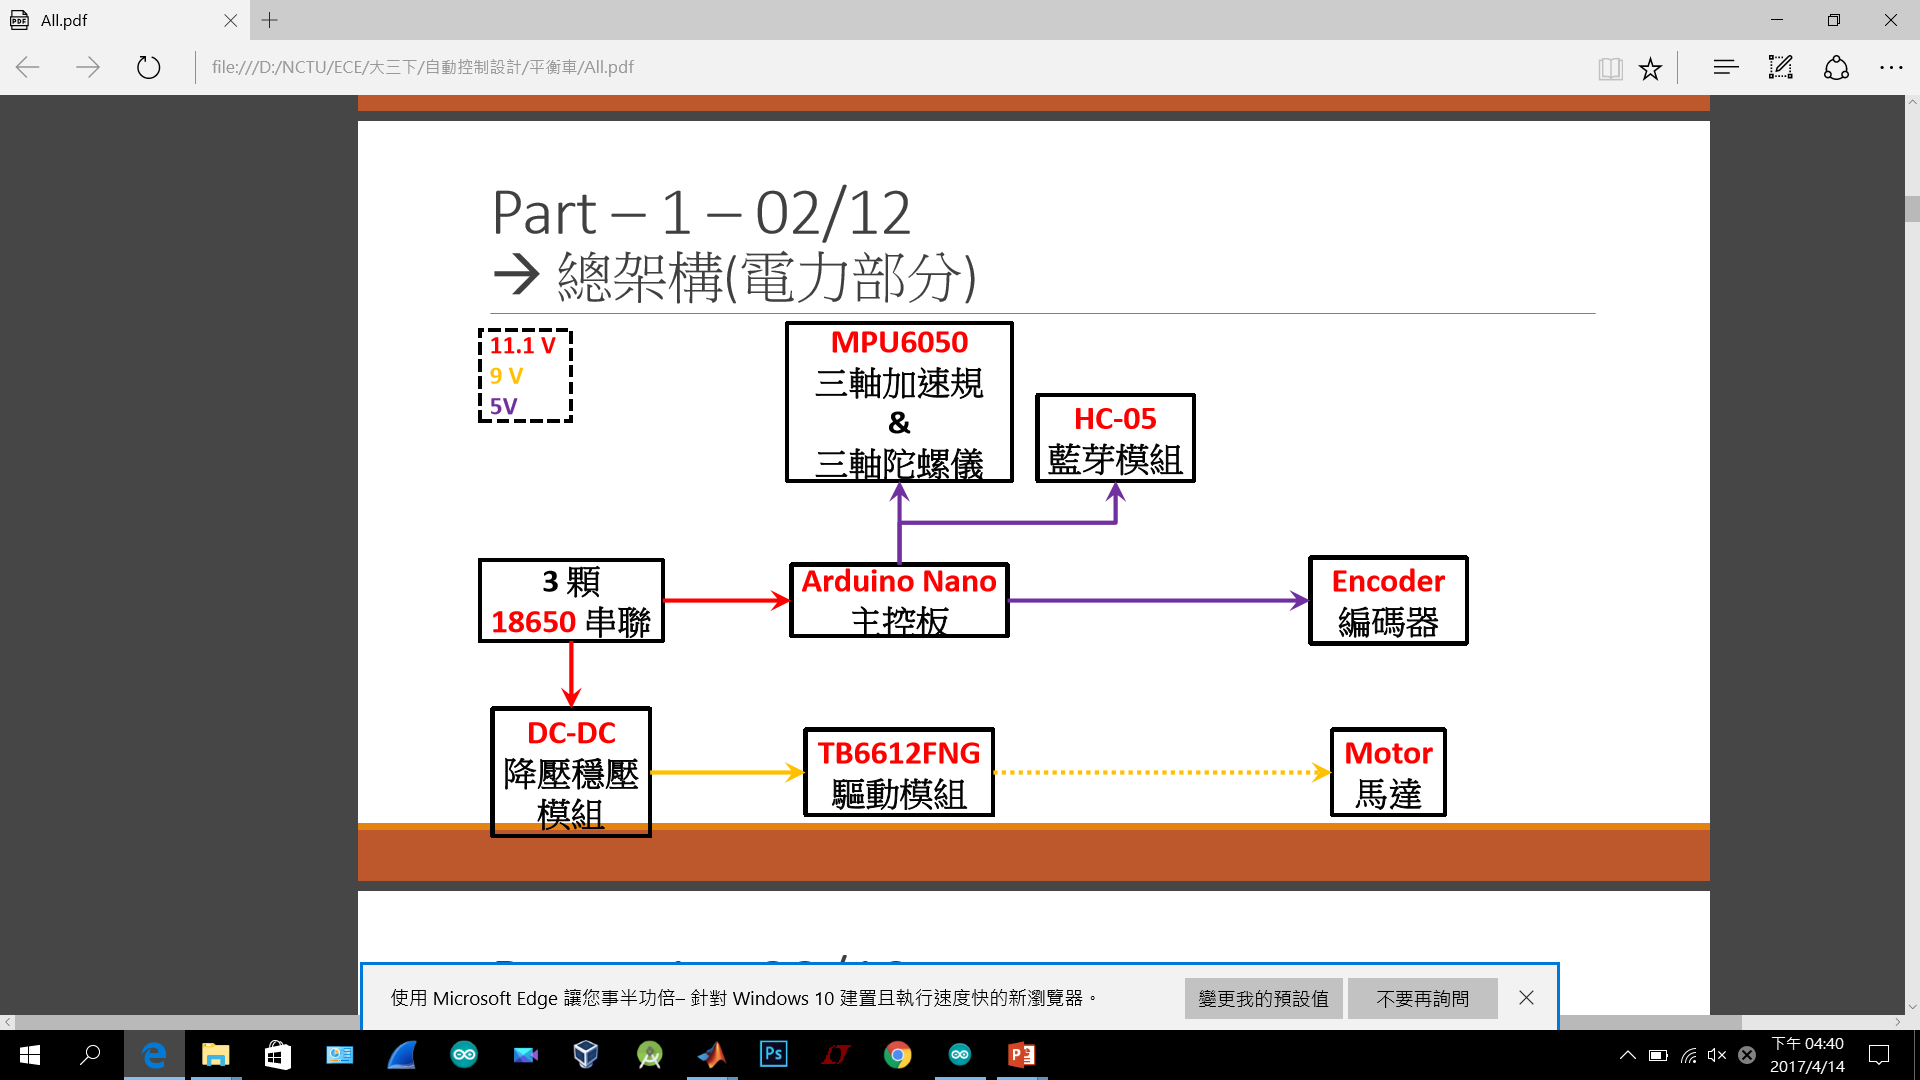 All.pdf
file:///D:/NCTU/ECE/大三下/自動控制設計/平衡車/All.pdf
Part – 1 – 02/12
→ 總架構(電力部分)
11.1 V
9 V
5V
MPU6050
三軸加速規
&
三軸陀螺儀
HC-05
藍芽模組
3 顆
18650 串聯
Arduino Nano
主控板
Encoder
編碼器
DC-DC
降壓穩壓
模組
TB6612FNG
驅動模組
Motor
馬達
使用 Microsoft Edge 讓您事半功倍– 針對 Windows 10 建置且執行速度快的新瀏覽器。
變更我的預設值
不要再詢問
下午 04:40
2017/4/14